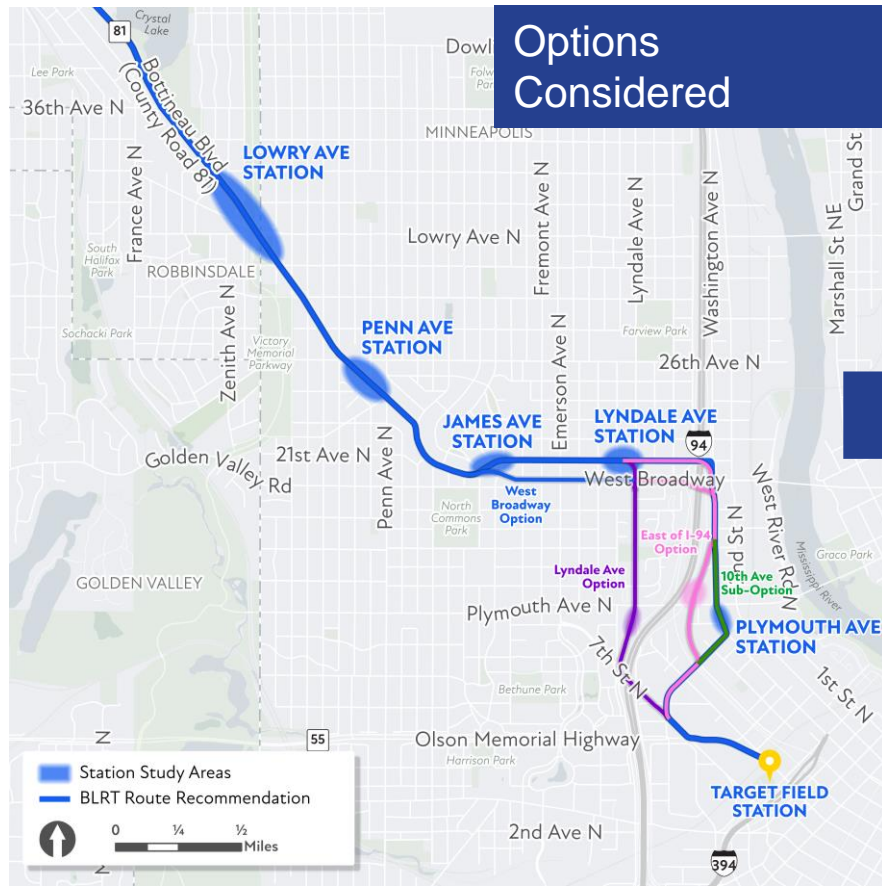 Options
Considered
Crystal
Lake
81
Dowl
Lee Park
Folw
Par
36th Ave N
Bottineau Blvd
(County Road 81)
MINNEAPOLIS
Grand St
LOWRY AVE
STATION
France Ave N
Fremont Ave N
Lyndale Ave N
Washington Ave N
Marshall St NE
Lowry Ave N
South
Halifax
Park
ROBBINSDALE
Zenith Ave N
Sochacki Park
Victory
Memorial
Parkway
Farview Park
PENN AVE
STATION
26th Ave N
Emerson Ave N
JAMES AVE
STATION
LYNDALE AVE
STATION
94
21st Ave N
Golden Valley
Rd
Penn Ave N
West Broadway
West
Broadway
Option
North
Commons
Park
2nd St N
West River Rd N
Mississippi River
Graco Park
East of I-94
Option
Lyndale Ave
Option
10th Ave
Sub-Option
GOLDEN VALLEY
Plymouth Ave N
PLYMOUTH AVE
STATION
7th St N
1st St N
Bethune Park
55
Olson Memorial Highway
Harrison Park
TARGET FIELD
STATION
2nd Ave N
394
N
N
Station Study Areas
BLRT Route Recommendation
0 ¼ ½
Miles